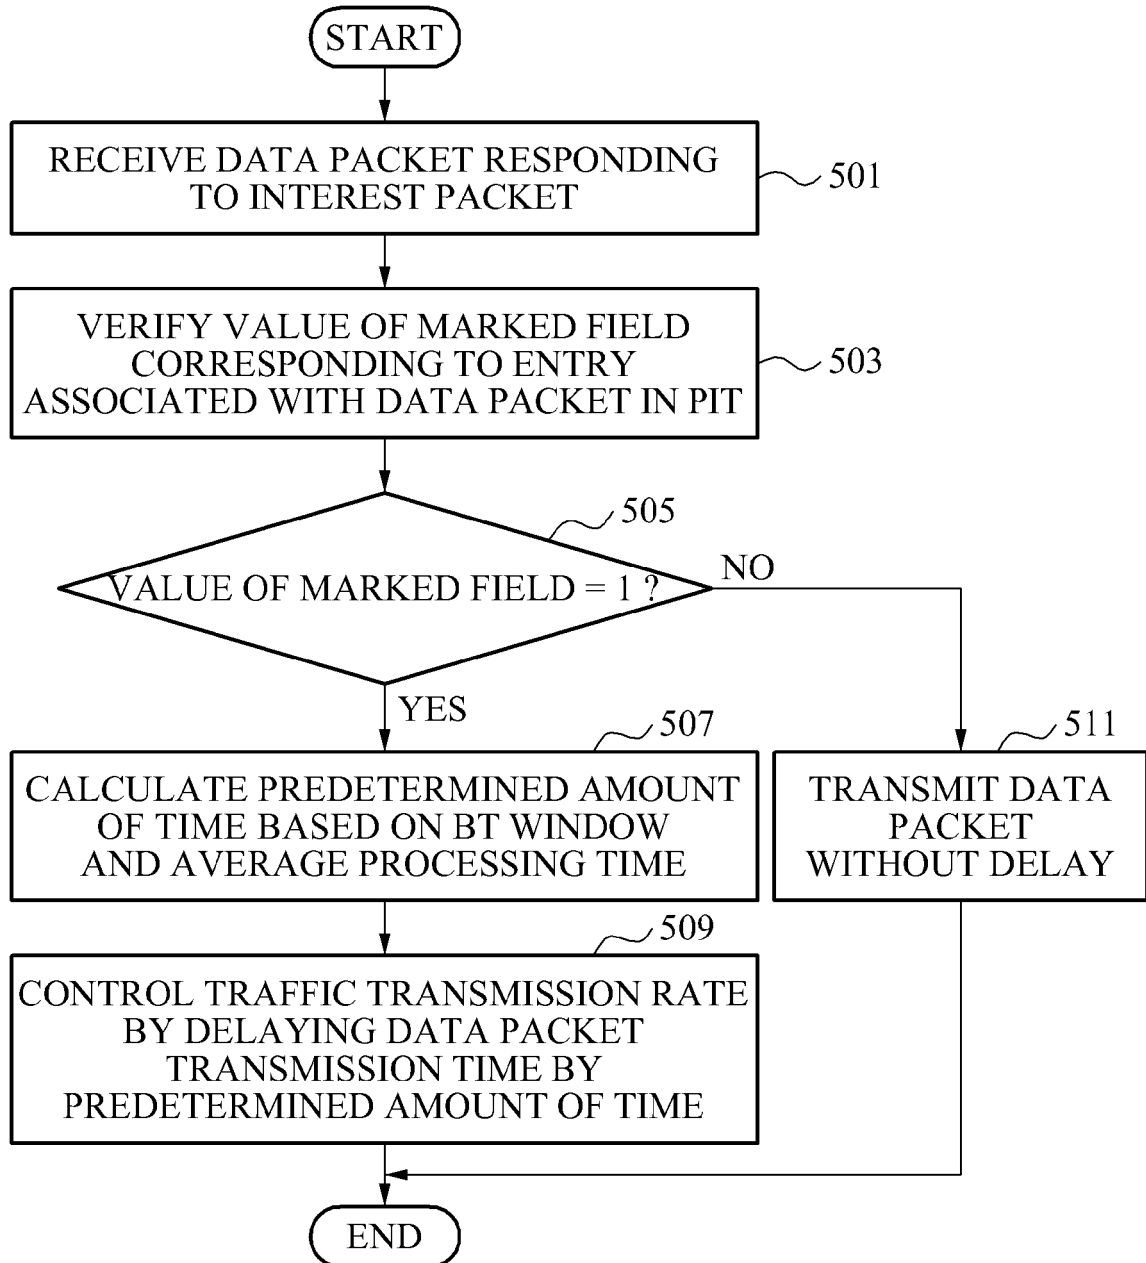 START
RECEIVE DATA PACKET RESPONDING
TO INTEREST PACKET
501
VERIFY VALUE OF MARKED FIELD
CORRESPONDING TO ENTRY
ASSOCIATED WITH DATA PACKET IN PIT
503
505
VALUE OF MARKED FIELD = 1 ?
NO
YES
507
CALCULATE PREDETERMINED AMOUNT
OF TIME BASED ON BT WINDOW
AND AVERAGE PROCESSING TIME
511
TRANSMIT DATA
PACKET
WITHOUT DELAY
509
CONTROL TRAFFIC TRANSMISSION RATE
BY DELAYING DATA PACKET
TRANSMISSION TIME BY
PREDETERMINED AMOUNT OF TIME
END